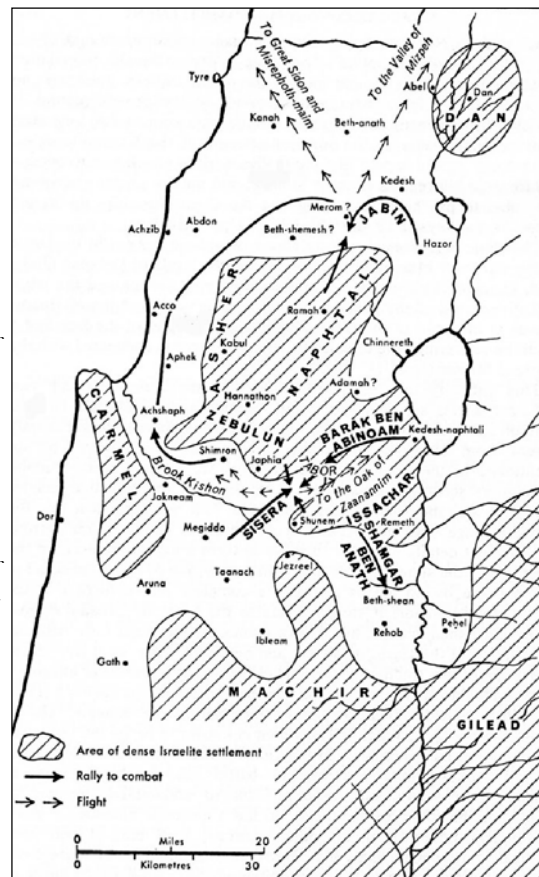 To Great Sidon and
Misrephoth-maim
To the Valley of
Mizpeh
Tyre
Abel
Dan
DAN
Kanah
Beth-anath
Kedesh
Merom ?
JABIN
Achzib
Abdon
Beth-shemesh ?
Hazor
ASHER
NAPHTALI
Acco
Ramah
Kabul
Chinnereth
Aphek
Adamah ?
Hannathon
Achshaph
ZEBULUN
CARMEL
BARAK BEN
ABINOAM
Kedesh-naphtali
Shimron
Japhia
Brook Kishon
To the Oak of
Zaanannim
Jokneam
SISERA
ISSACHAR
Dor
Megiddo
Shunem
Remeth
SHAMGAR
BEN
ANATH
Jezreel
Taanach
Aruna
Beth-shean
Ibleam
Rehob
Pehel
Gath
MACHIR
GILEAD
Area of dense Israelite settlement
Rally to combat
Flight
Miles
0 20
0 30
Kilometres